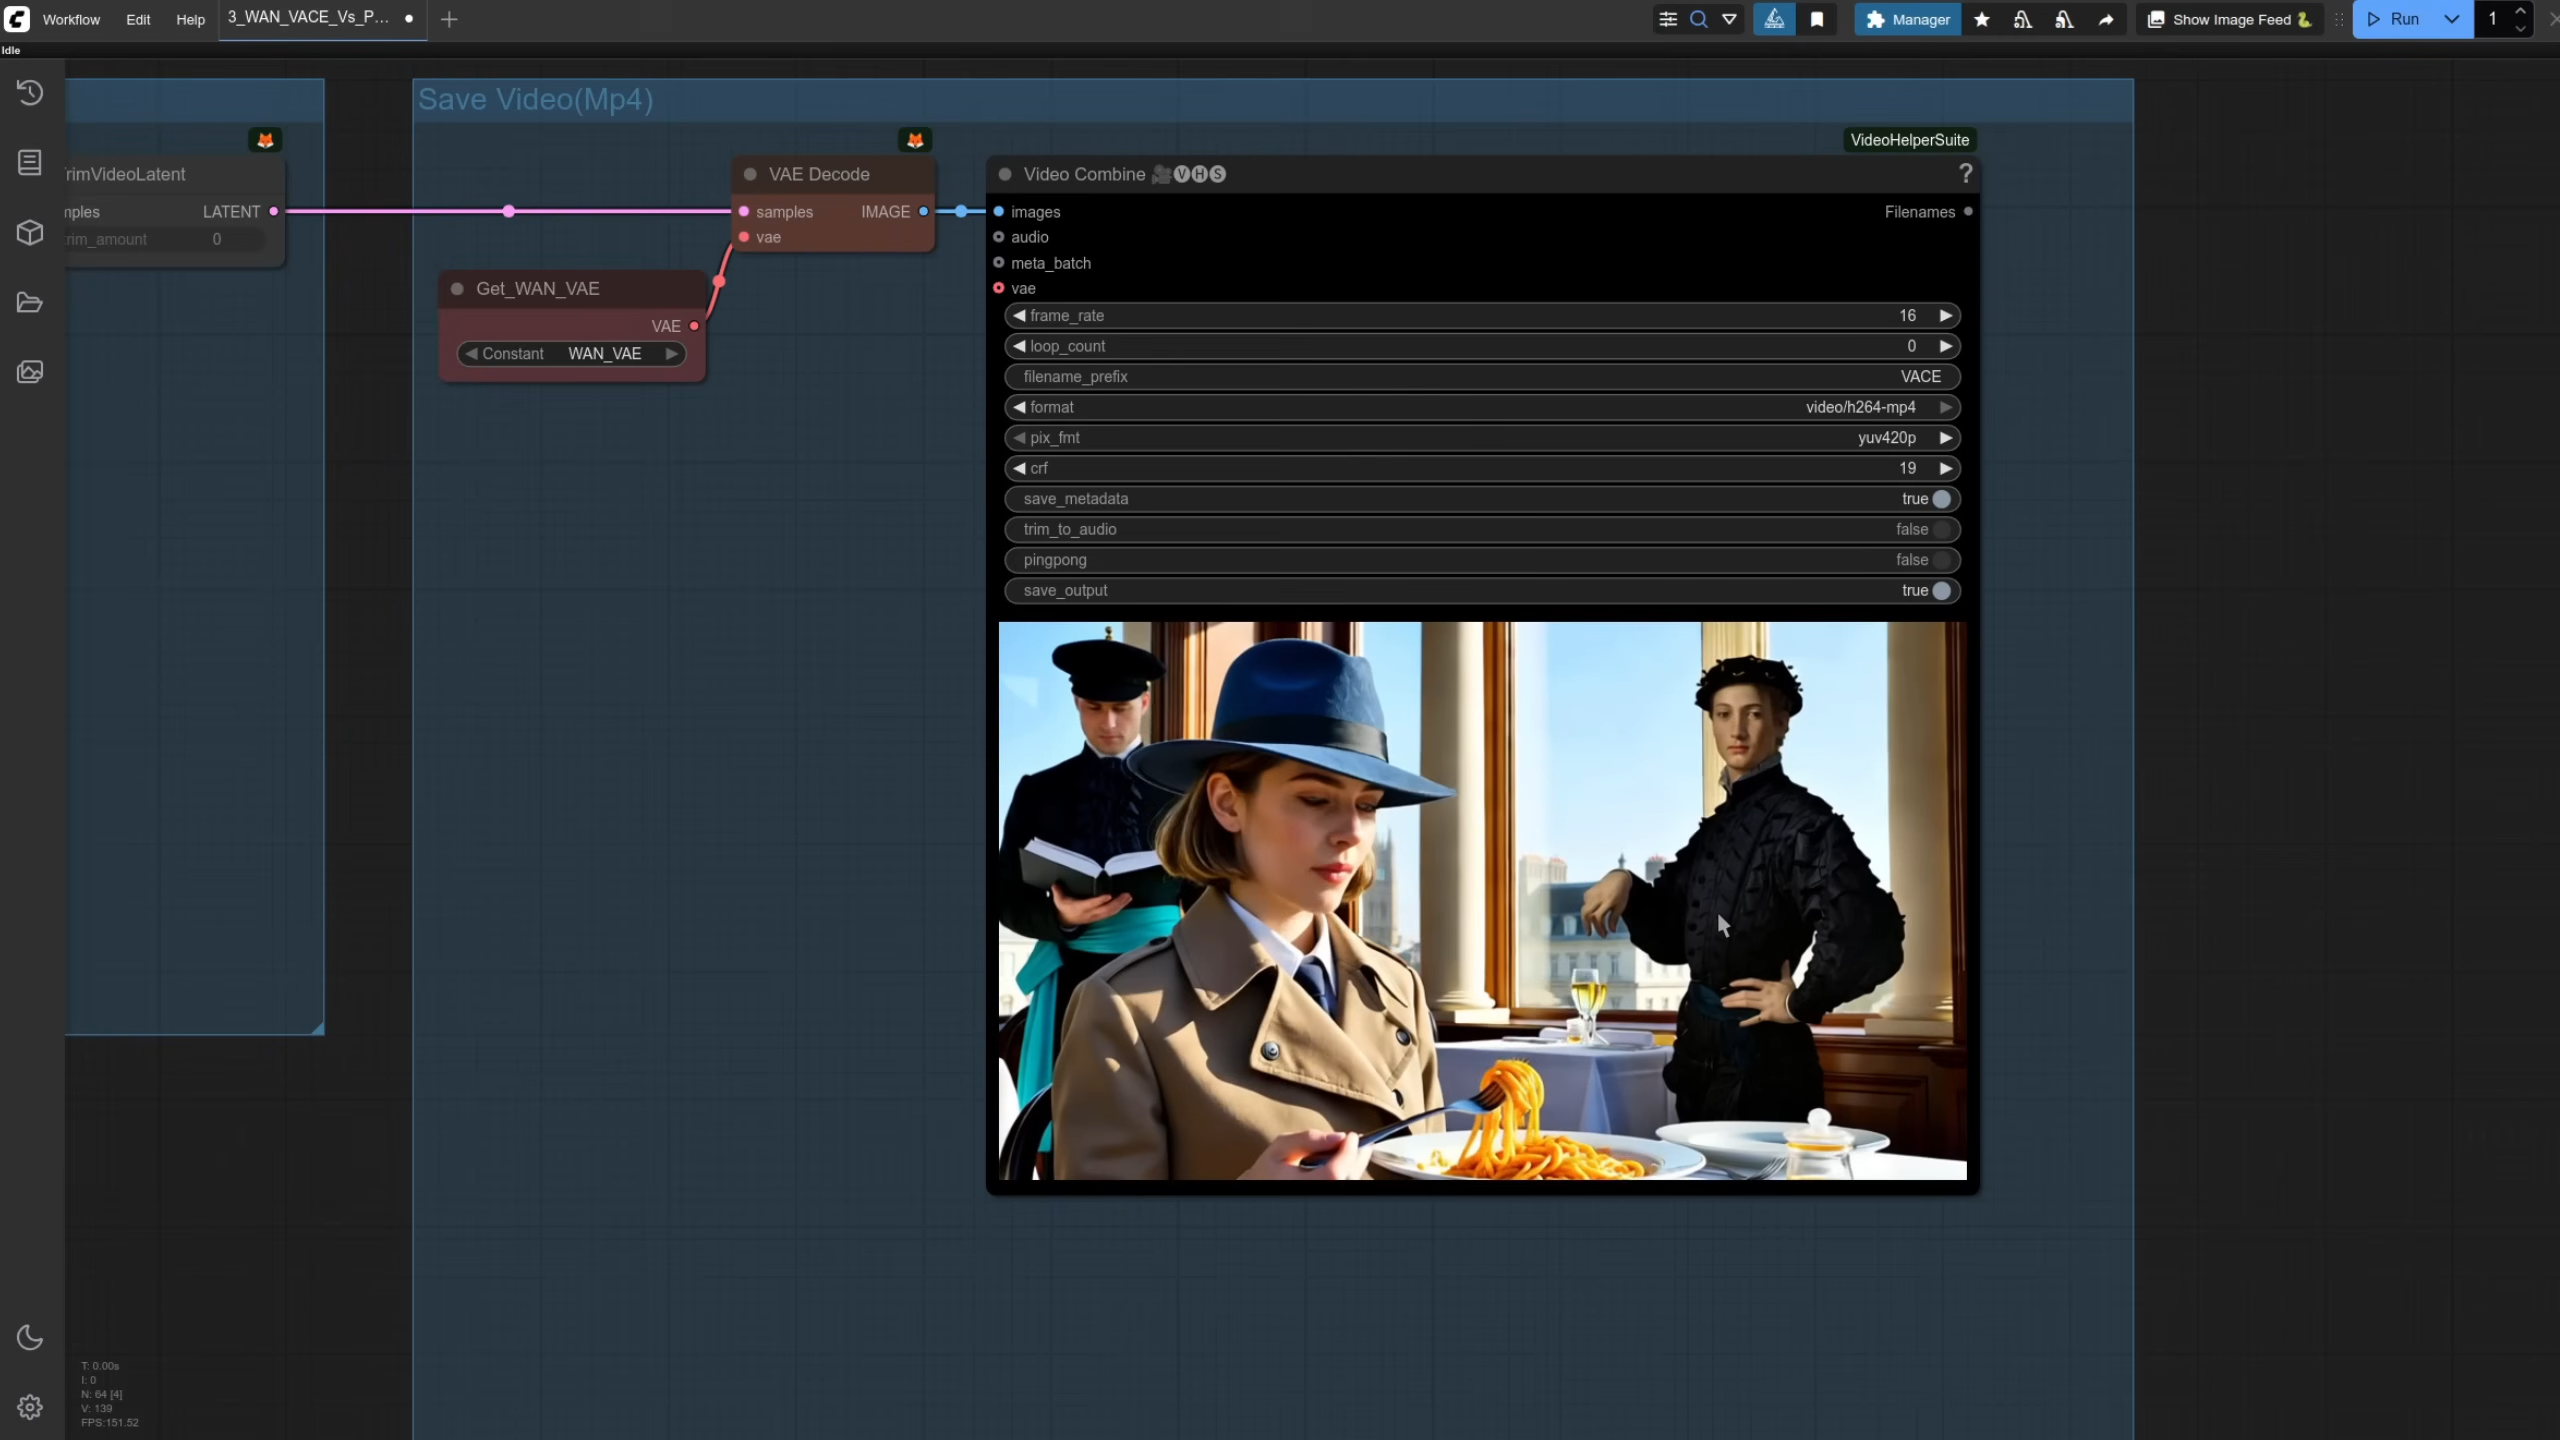 Workflow Edit Help 3_WAN_VACE_Vs_P... Manager Show Image Feed Run 1
Idle
Save Video(Mp4)
VideoHelperSuite
rimVideoLatent
VAE Decode
Video Combine VHS ?
mples LATENT
samples IMAGE
images Filenames
rim_amount 0
vae
audio
meta_batch
vae
Get_WAN_VAE
VAE
Constant WAN_VAE
frame_rate 16
loop_count 0
filename_prefix VACE
format video/h264-mp4
pix_fmt yuv420p
crf 19
save_metadata true
trim_to_audio false
pingpong false
save_output true
T: 0.00s
I: 0
N: 64 [4]
V: 139
FPS:151.52